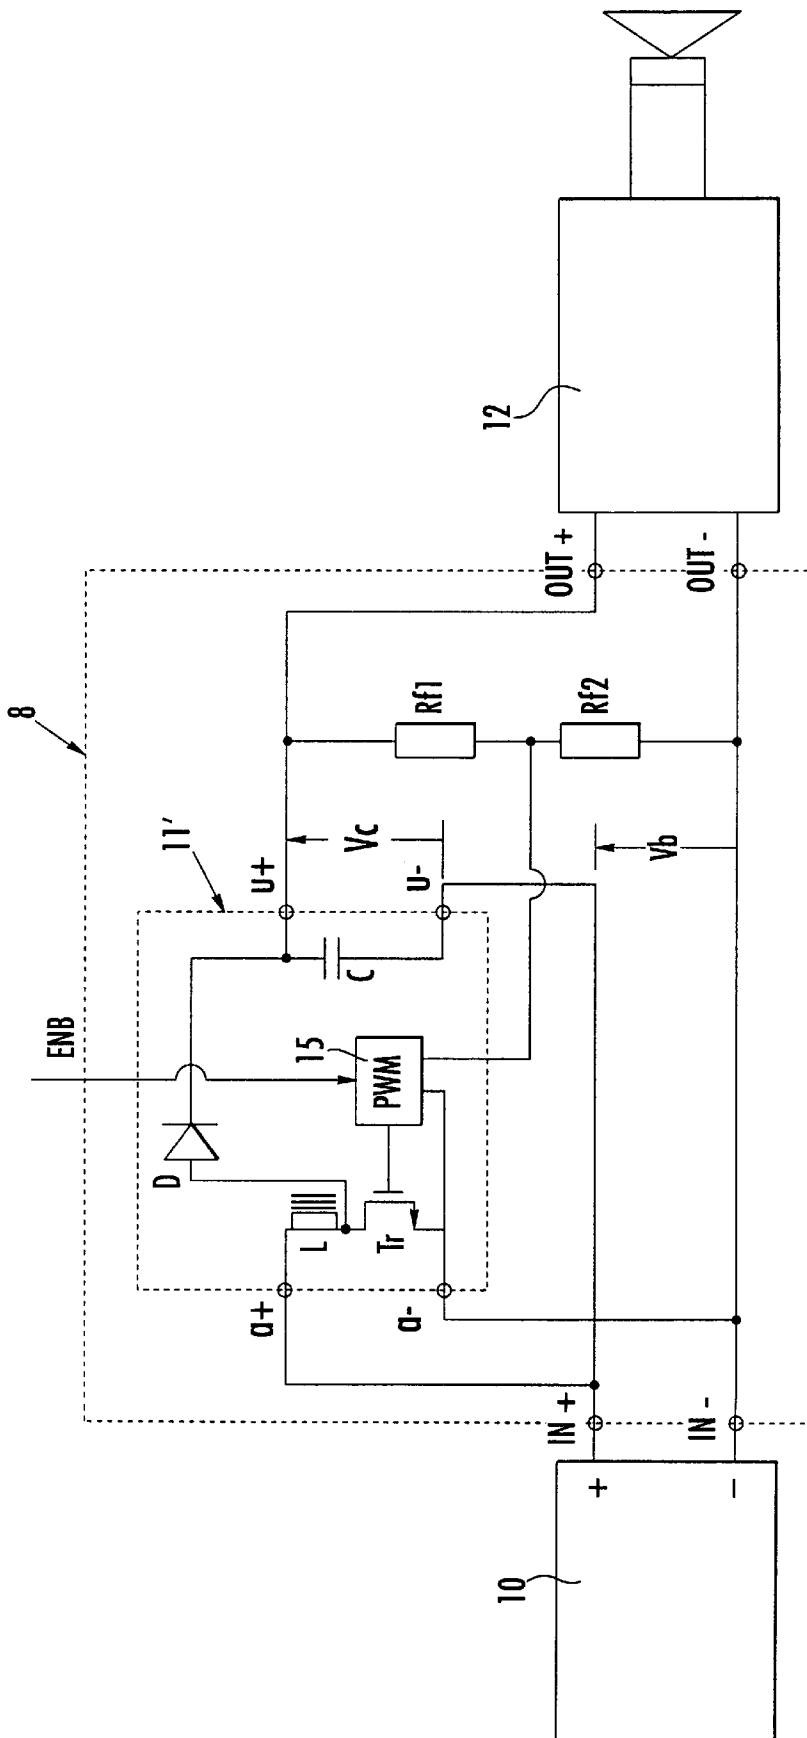 8
ENB
11'
D
15
PWM
L
Tr
C
a+
a-
u+
u-
Vc
Vb
Rf1
Rf2
IN +
IN -
OUT +
OUT -
+
-
10
12